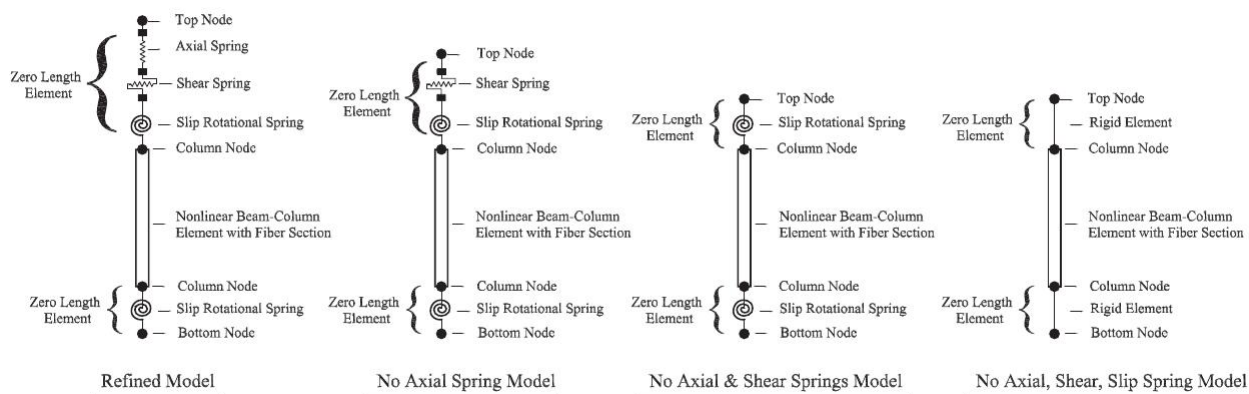 Top Node
Axial Spring
Zero Length
Element
Shear Spring
Slip Rotational Spring
Column Node
Nonlinear Beam-Column
Element with Fiber Section
Column Node
Zero Length
Element
Slip Rotational Spring
Bottom Node
Refined Model
Top Node
Zero Length
Element
Shear Spring
Slip Rotational Spring
Column Node
Nonlinear Beam-Column
Element with Fiber Section
Column Node
Zero Length
Element
Slip Rotational Spring
Bottom Node
No Axial Spring Model
Top Node
Zero Length
Element
Slip Rotational Spring
Column Node
Nonlinear Beam-Column
Element with Fiber Section
Column Node
Zero Length
Element
Slip Rotational Spring
Bottom Node
No Axial & Shear Springs Model
Top Node
Zero Length
Element
Rigid Element
Column Node
Nonlinear Beam-Column
Element with Fiber Section
Column Node
Zero Length
Element
Rigid Element
Bottom Node
No Axial, Shear, Slip Spring Model